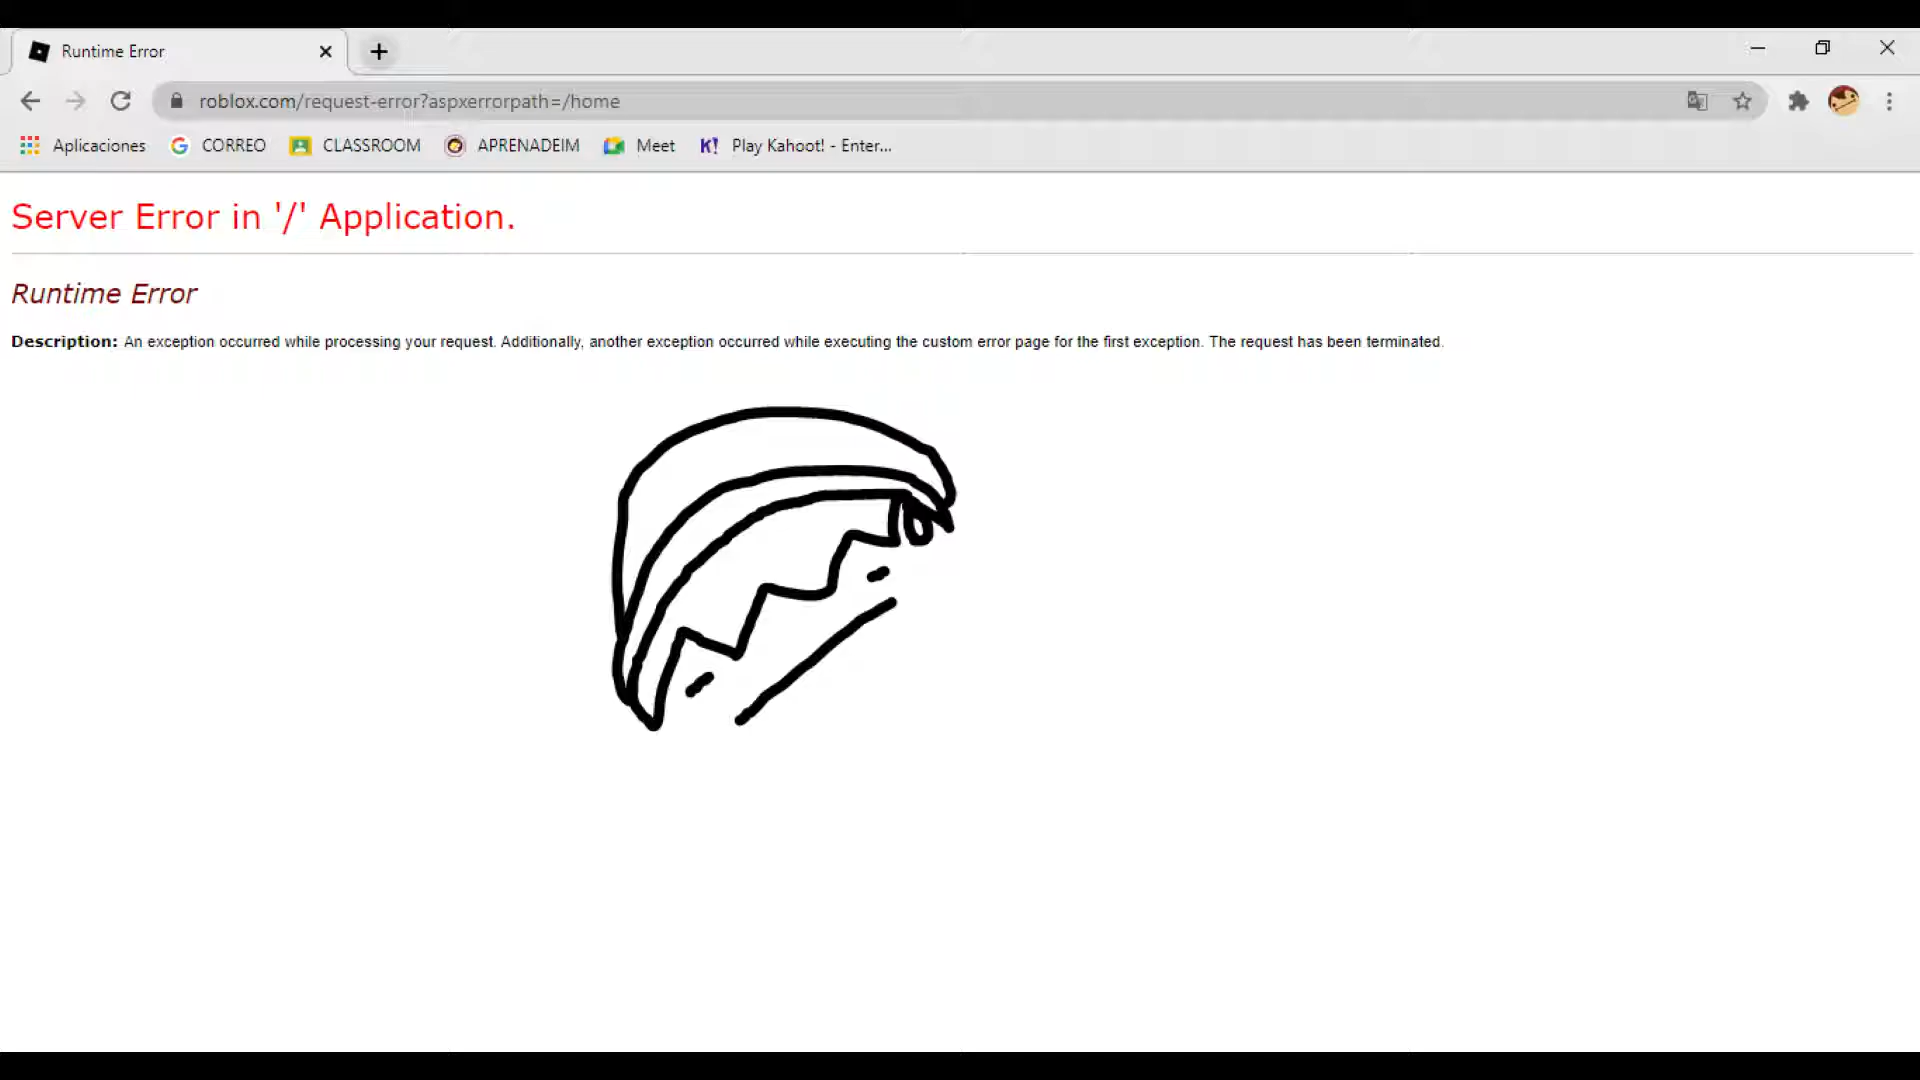 Runtime Error
roblox.com/request-error?aspxerrorpath=/home
Aplicaciones CORREO CLASSROOM APRENADEIM Meet K! Play Kahoot! - Enter...
Server Error in '/' Application.
Runtime Error
Description: An exception occurred while processing your request. Additionally, another exception occurred while executing the custom error page for the first exception. The request has been terminated.